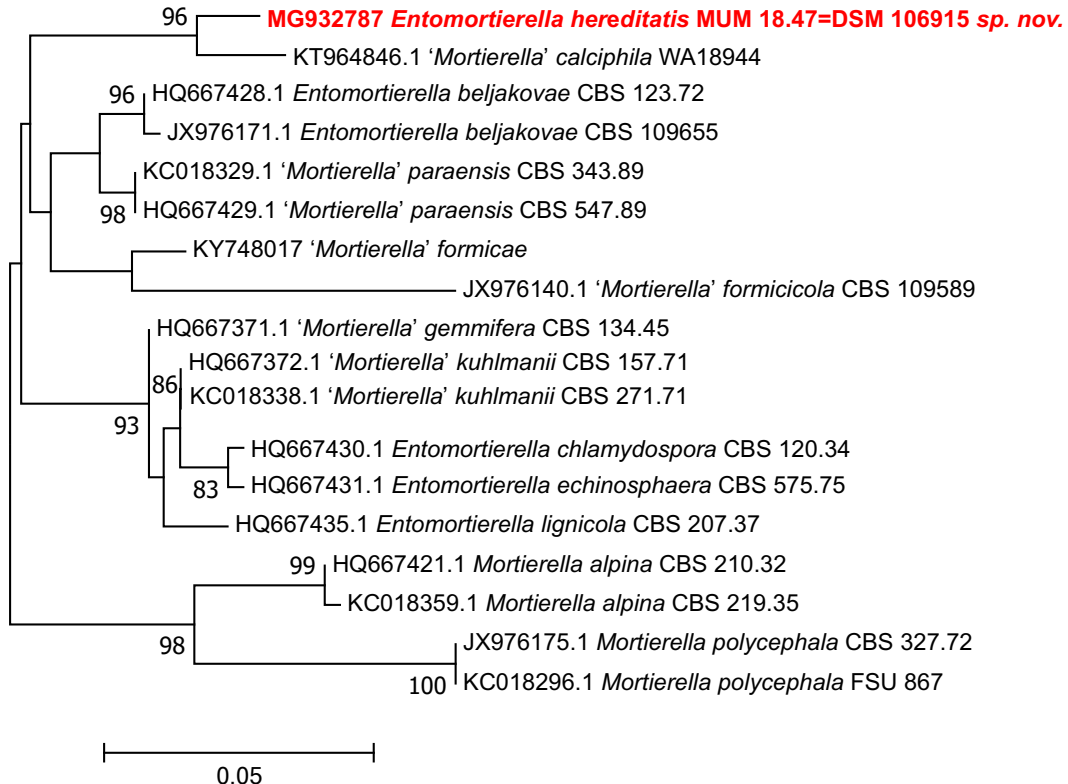 96
MG932787 Entomortierella hereditatis MUM 18.47=DSM 106915 sp. nov.
KT964846.1 ‘Mortierella’ calciphila WA18944
96
HQ667428.1 Entomortierella beljakovae CBS 123.72
JX976171.1 Entomortierella beljakovae CBS 109655
KC018329.1 ‘Mortierella’ paraensis CBS 343.89
98
HQ667429.1 ‘Mortierella’ paraensis CBS 547.89
KY748017 ‘Mortierella’ formicae
JX976140.1 ‘Mortierella’ formicicola CBS 109589
HQ667371.1 ‘Mortierella’ gemmifera CBS 134.45
HQ667372.1 ‘Mortierella’ kuhlmanii CBS 157.71
86
KC018338.1 ‘Mortierella’ kuhlmanii CBS 271.71
93
HQ667430.1 Entomortierella chlamydospora CBS 120.34
83
HQ667431.1 Entomortierella echinosphaera CBS 575.75
HQ667435.1 Entomortierella lignicola CBS 207.37
99
HQ667421.1 Mortierella alpina CBS 210.32
KC018359.1 Mortierella alpina CBS 219.35
98
JX976175.1 Mortierella polycephala CBS 327.72
100
KC018296.1 Mortierella polycephala FSU 867
0.05